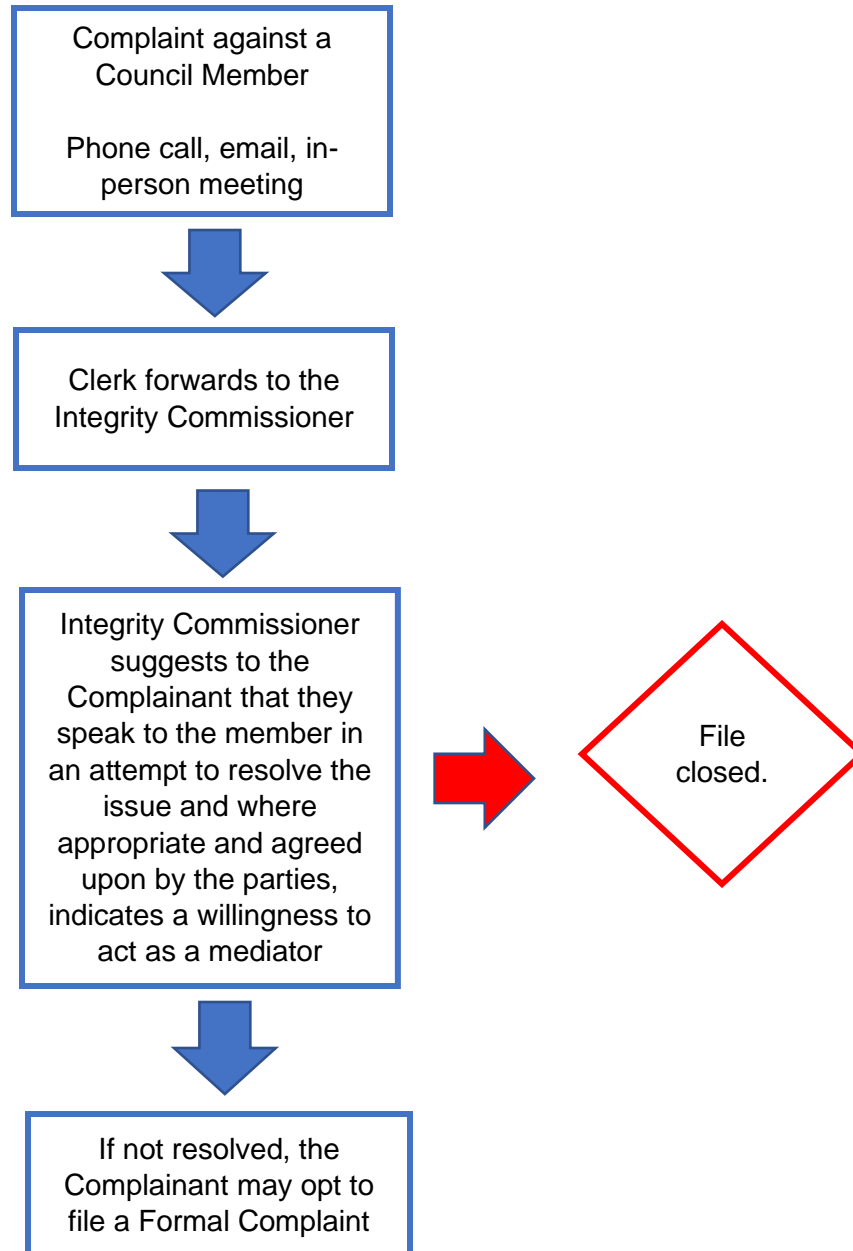 Complaint against a
Council Member
Phone call, email, in-
person meeting
Clerk forwards to the
Integrity Commissioner
Integrity Commissioner
suggests to the
Complainant that they
speak to the member in
an attempt to resolve the
issue and where
appropriate and agreed
upon by the parties,
indicates a willingness to
act as a mediator
File
closed.
If not resolved, the
Complainant may opt to
file a Formal Complaint